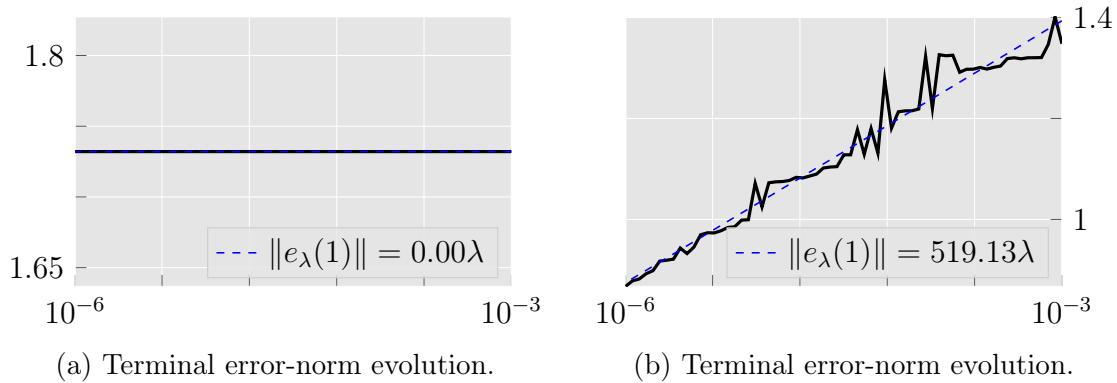 1.8
1.65
‖e_λ(1)‖ = 0.00λ
10^{-6}
10^{-3}
(a) Terminal error-norm evolution.
1.4
1
‖e_λ(1)‖ = 519.13λ
10^{-6}
10^{-3}
(b) Terminal error-norm evolution.